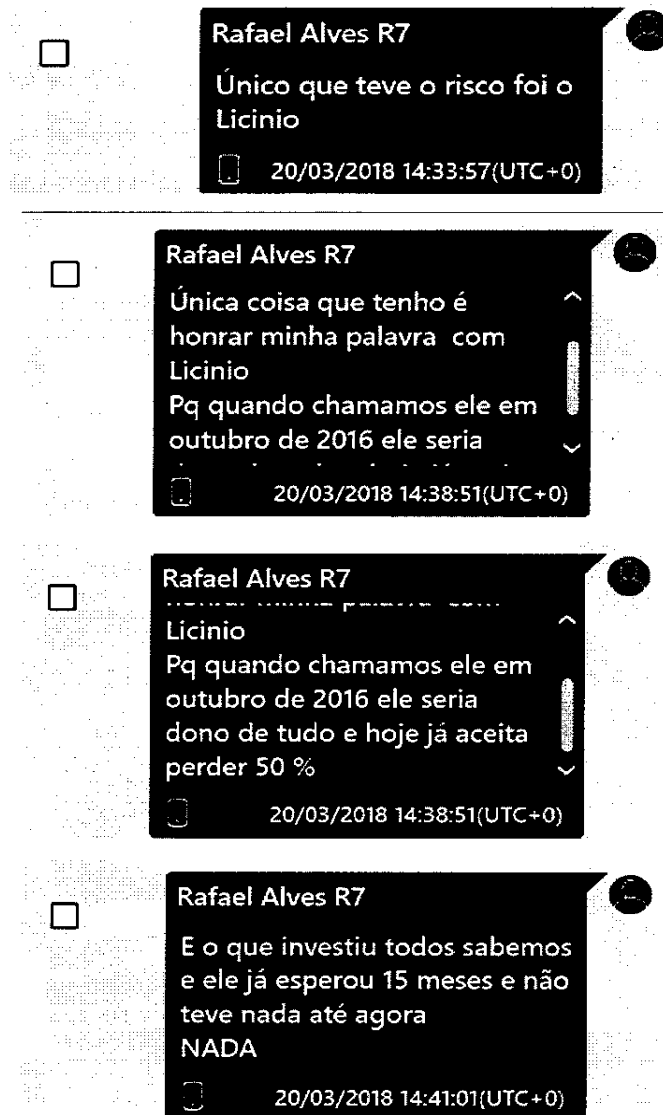 Rafael Alves R7
Único que teve o risco foi o
Licinio
20/03/2018 14:33:57(UTC+0)
Rafael Alves R7
Única coisa que tenho é
honrar minha palavra com
Licinio
Pq quando chamamos ele em
outubro de 2016 ele seria
20/03/2018 14:38:51(UTC+0)
Rafael Alves R7
honrar minha palavra com
Licinio
Pq quando chamamos ele em
outubro de 2016 ele seria
dono de tudo e hoje já aceita
perder 50 %
20/03/2018 14:38:51(UTC+0)
Rafael Alves R7
E o que investiu todos sabemos
e ele já esperou 15 meses e não
teve nada até agora
NADA
20/03/2018 14:41:01(UTC+0)